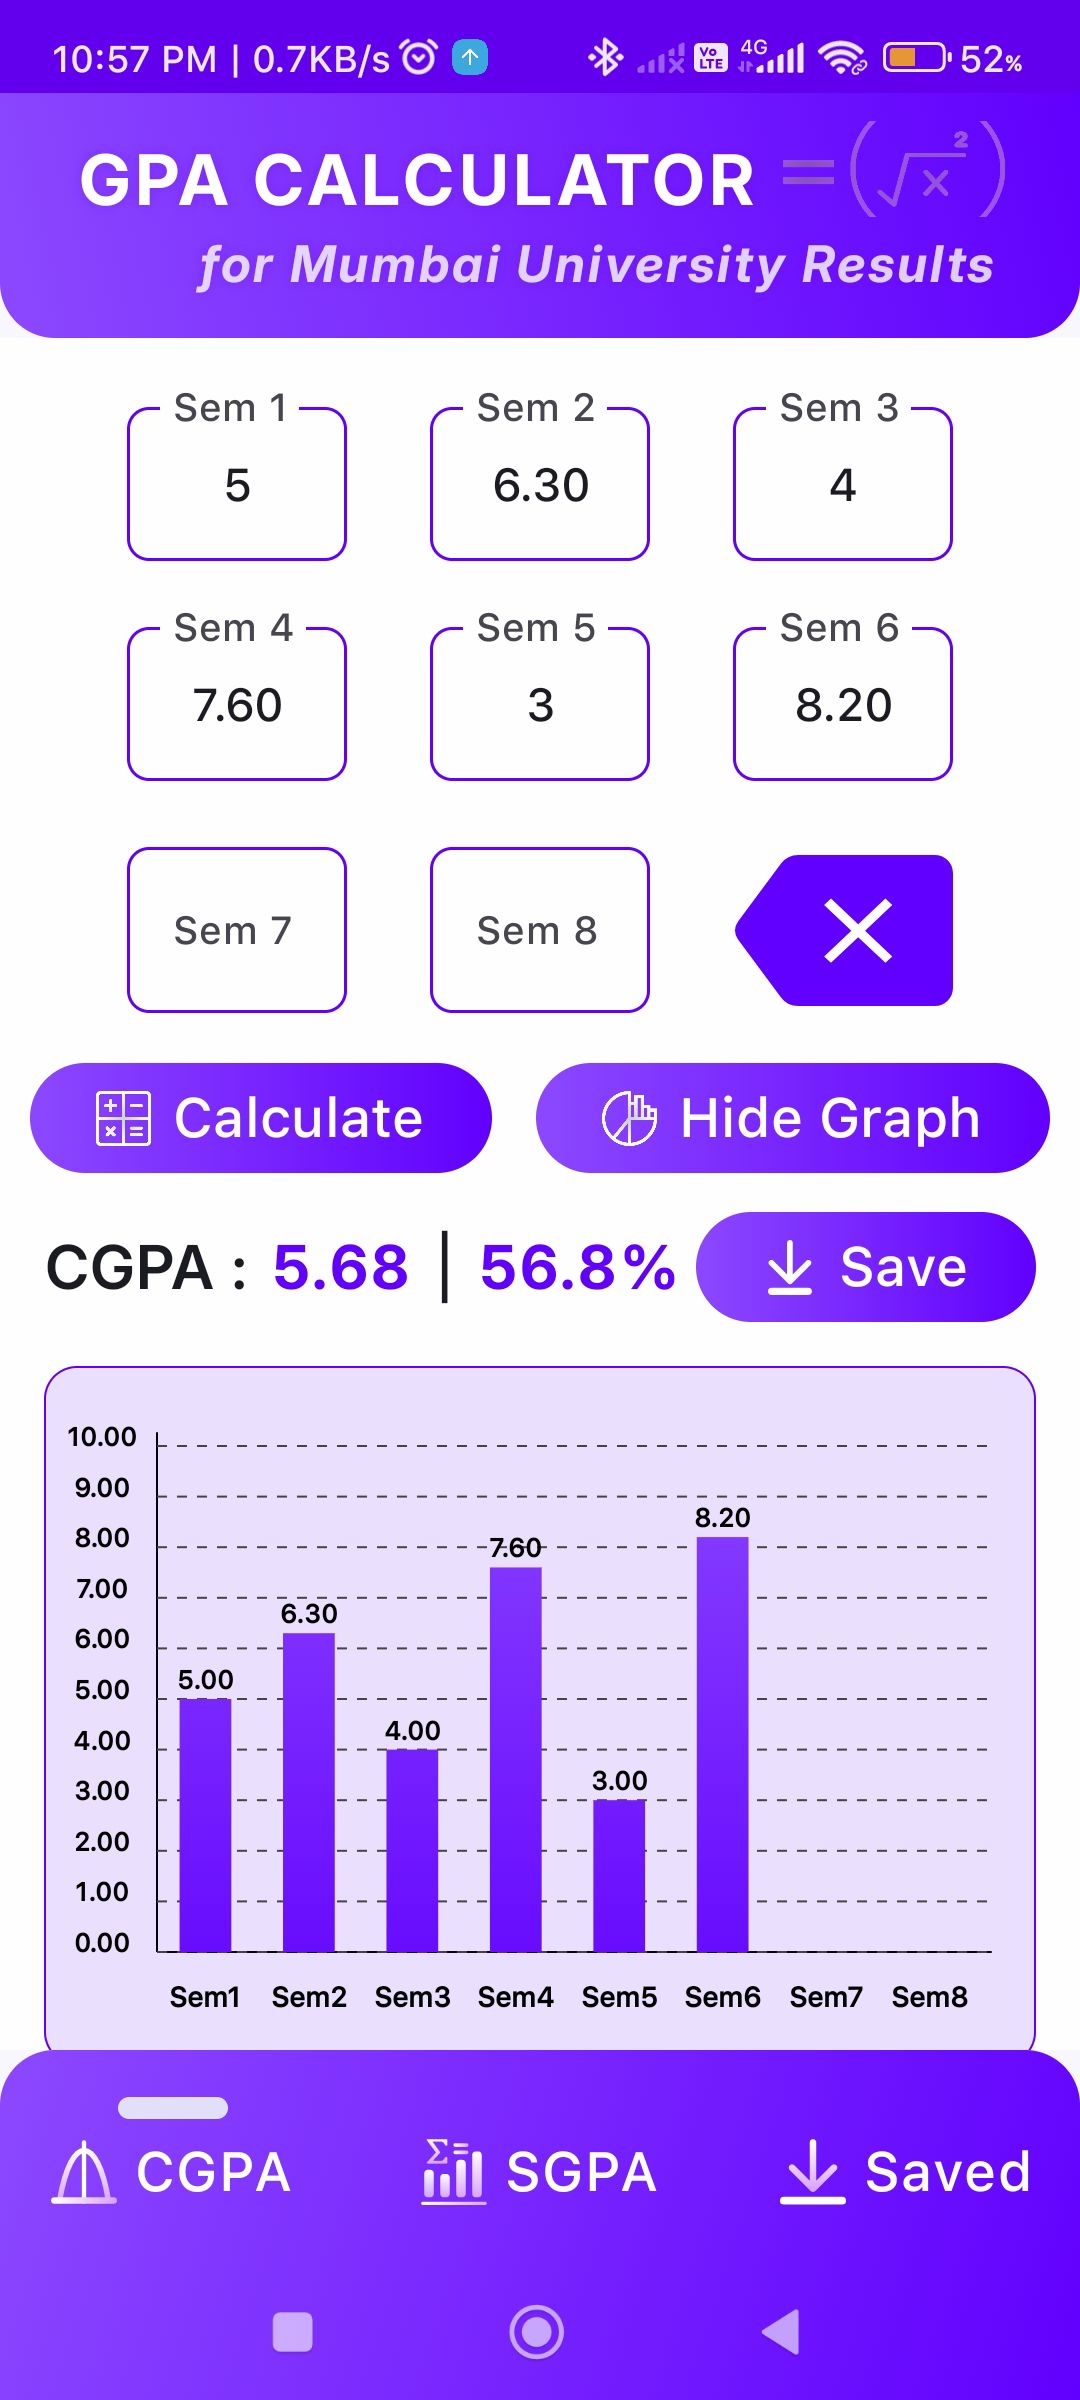 10:57 PM | 0.7KB/s Vo LTE 4G 52%
GPA CALCULATOR =(√x²)
for Mumbai University Results
Sem 1 Sem 2 Sem 3
5 6.30 4
Sem 4 Sem 5 Sem 6
7.60 3 8.20
Sem 7 Sem 8
Calculate Hide Graph
CGPA : 5.68 | 56.8% Save
10.00
9.00
8.20
8.00
7.60
7.00
6.30
6.00
5.00
5.00
4.00
4.00
3.00
3.00
2.00
1.00
0.00
Sem1 Sem2 Sem3 Sem4 Sem5 Sem6 Sem7 Sem8
CGPA SGPA Saved